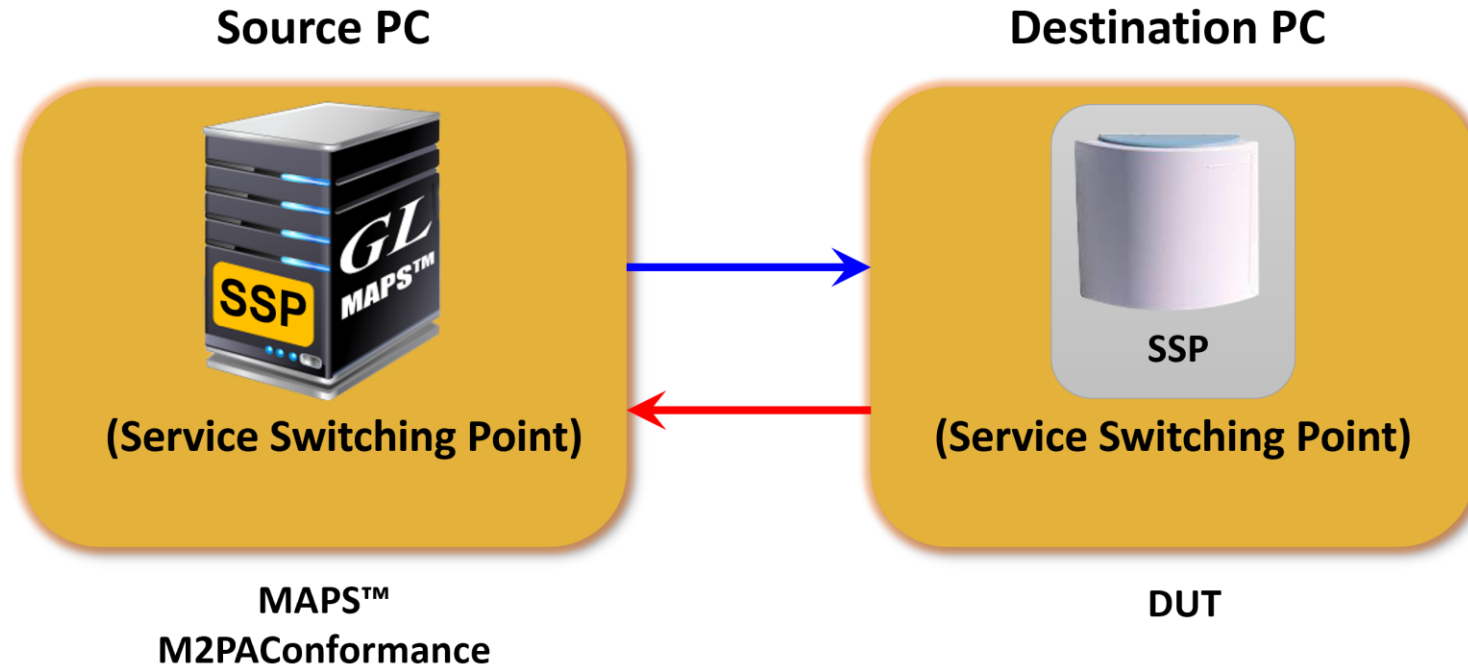 Source PC
Destination PC
GL
MAPS™
SSP
SSP
(Service Switching Point)
(Service Switching Point)
MAPS™
M2PAConformance
DUT